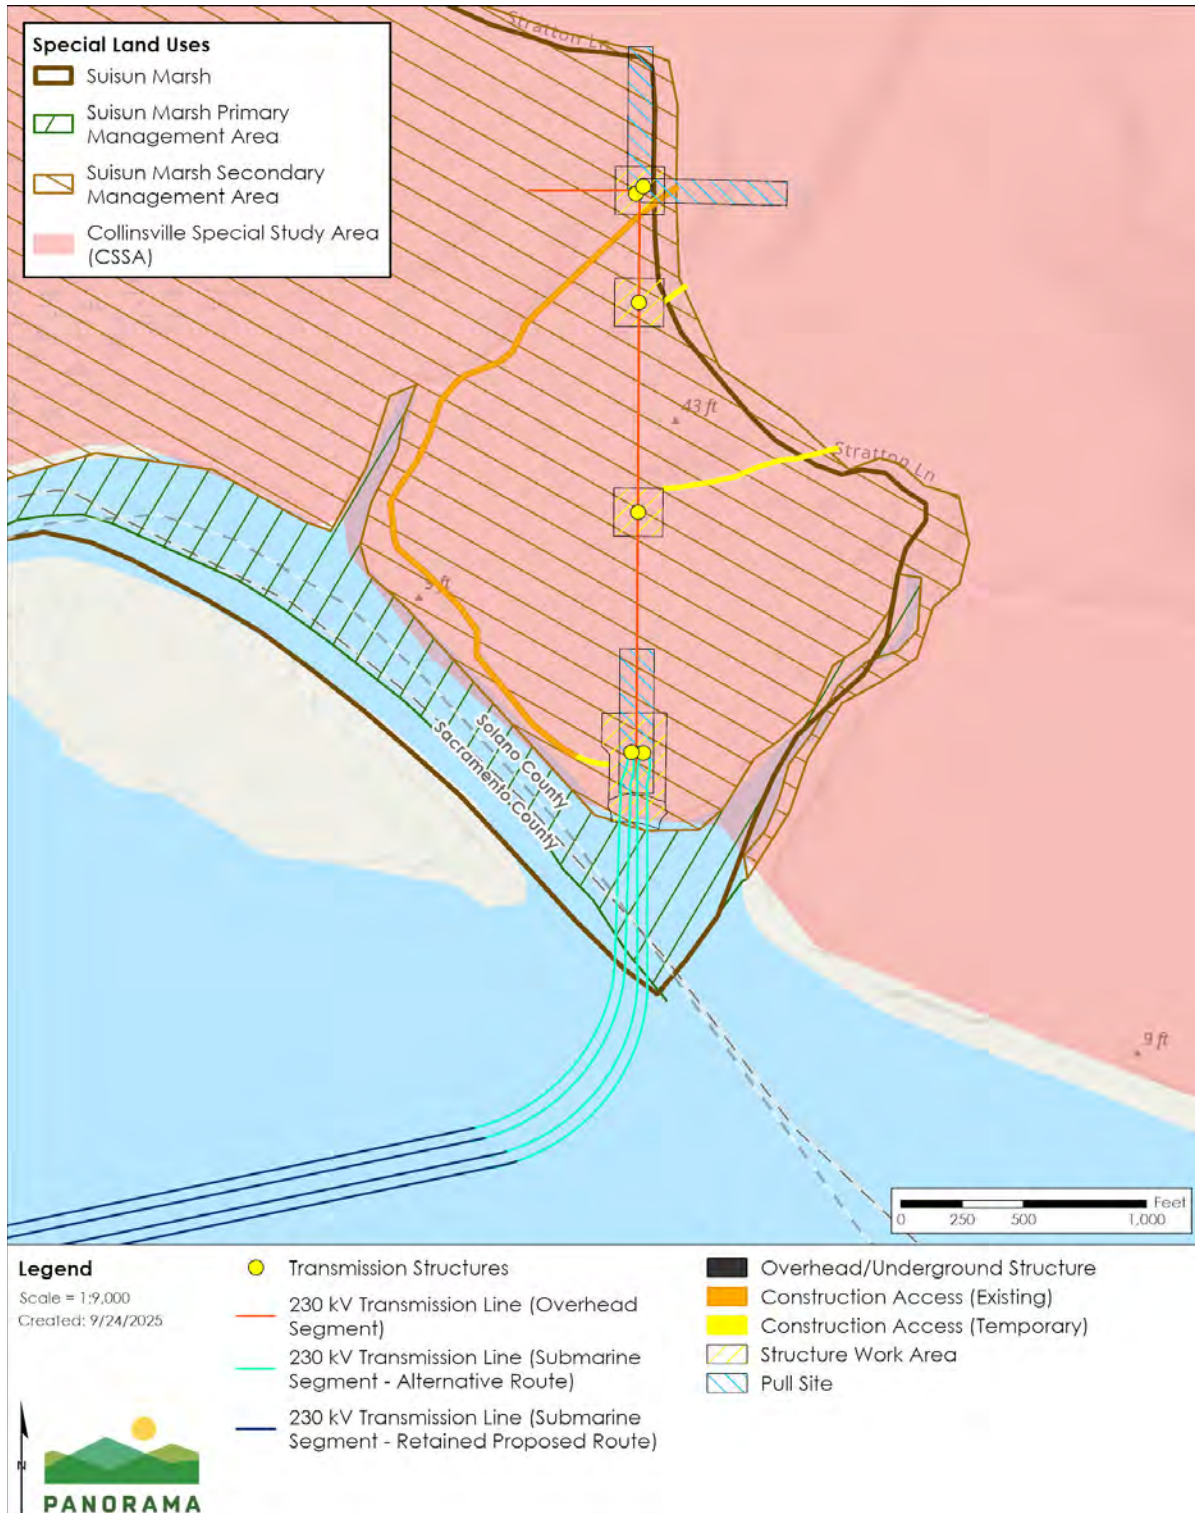 Special Land Uses
Suisun Marsh
Suisun Marsh Primary
Management Area
Suisun Marsh Secondary
Management Area
Collinsville Special Study Area
(CSSA)
Stratton Ln
43 ft
Stratton Ln
5 ft
Solano County
Sacramento County
9 ft
Feet
0 250 500 1,000
Legend
Scale = 1:9,000
Created: 9/24/2025
N
PANORAMA
Transmission Structures
230 kV Transmission Line (Overhead
Segment)
230 kV Transmission Line (Submarine
Segment - Alternative Route)
230 kV Transmission Line (Submarine
Segment - Retained Proposed Route)
Overhead/Underground Structure
Construction Access (Existing)
Construction Access (Temporary)
Structure Work Area
Pull Site